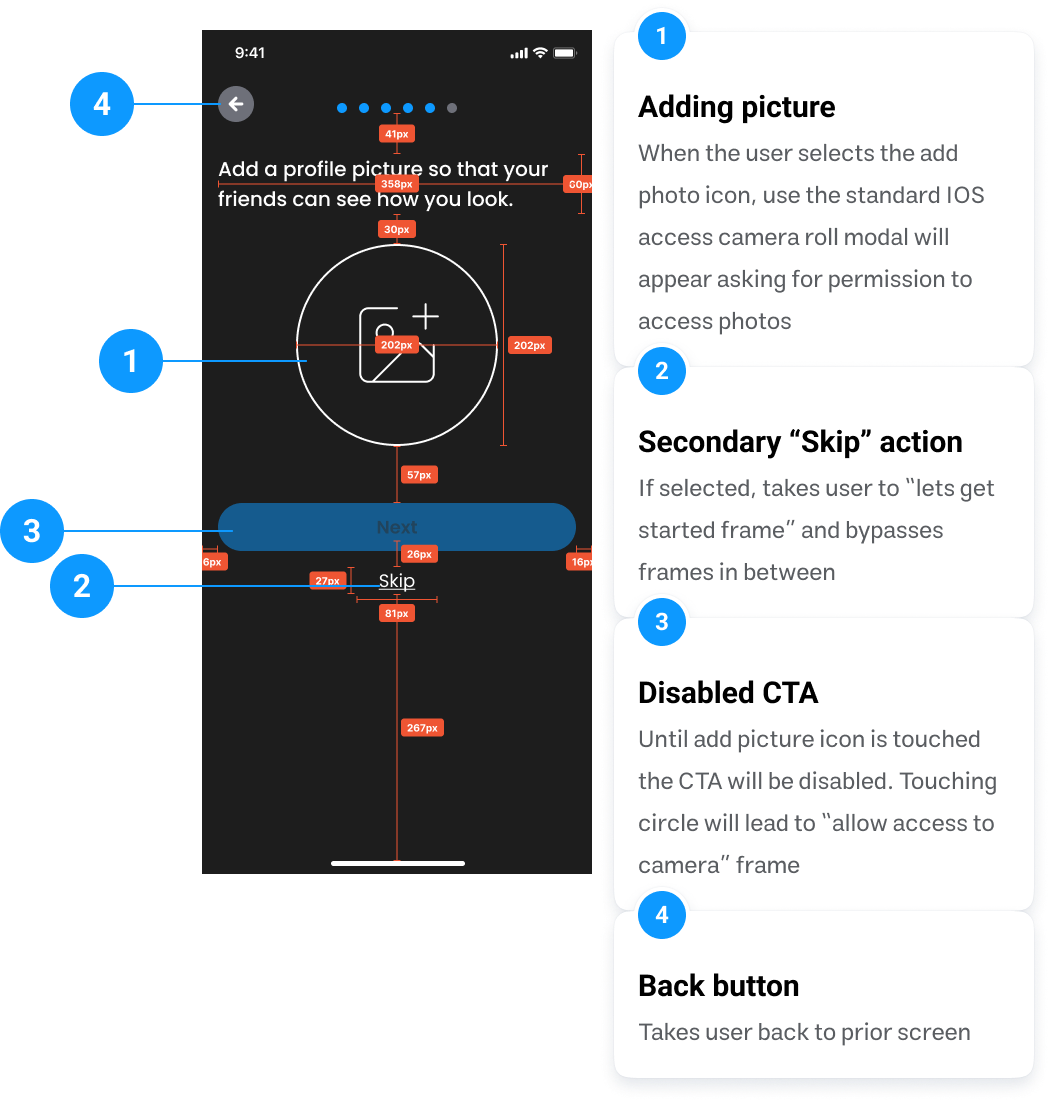 9:41
4
41px
Add a profile picture so that your
358px
60px
friends can see how you look.
30px
202px
202px
1
57px
3
Next
26px
6px
16px
2
27px
Skip
81px
267px
1
Adding picture
When the user selects the add
photo icon, use the standard IOS
access camera roll modal will
appear asking for permission to
access photos
2
Secondary “Skip” action
If selected, takes user to “lets get
started frame” and bypasses
frames in between
3
Disabled CTA
Until add picture icon is touched
the CTA will be disabled. Touching
circle will lead to “allow access to
camera” frame
4
Back button
Takes user back to prior screen